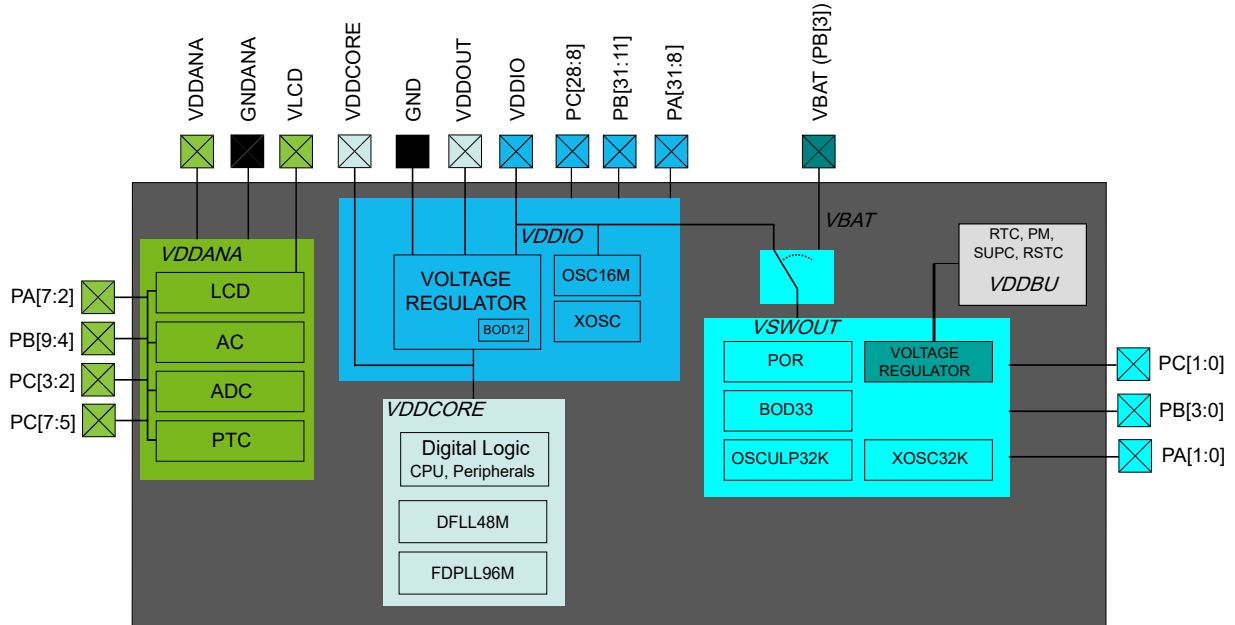 VDDANA
GNDANA
VLCD
VDDCORE
GND
VDDOUT
VDDIO
PC[28:8]
PB[31:11]
PA[31:8]
VBAT (PB[3])
PA[7:2]
PB[9:4]
PC[3:2]
PC[7:5]
VDDANA
LCD
AC
ADC
PTC
VDDIO
VOLTAGE
REGULATOR
BOD12
OSC16M
XOSC
VDDCORE
Digital Logic
CPU, Peripherals
DFLL48M
FDPLL96M
VBAT
VSWOUT
POR
BOD33
OSCULP32K
VOLTAGE
REGULATOR
XOSC32K
RTC, PM,
SUPC, RSTC
VDDBU
PC[1:0]
PB[3:0]
PA[1:0]